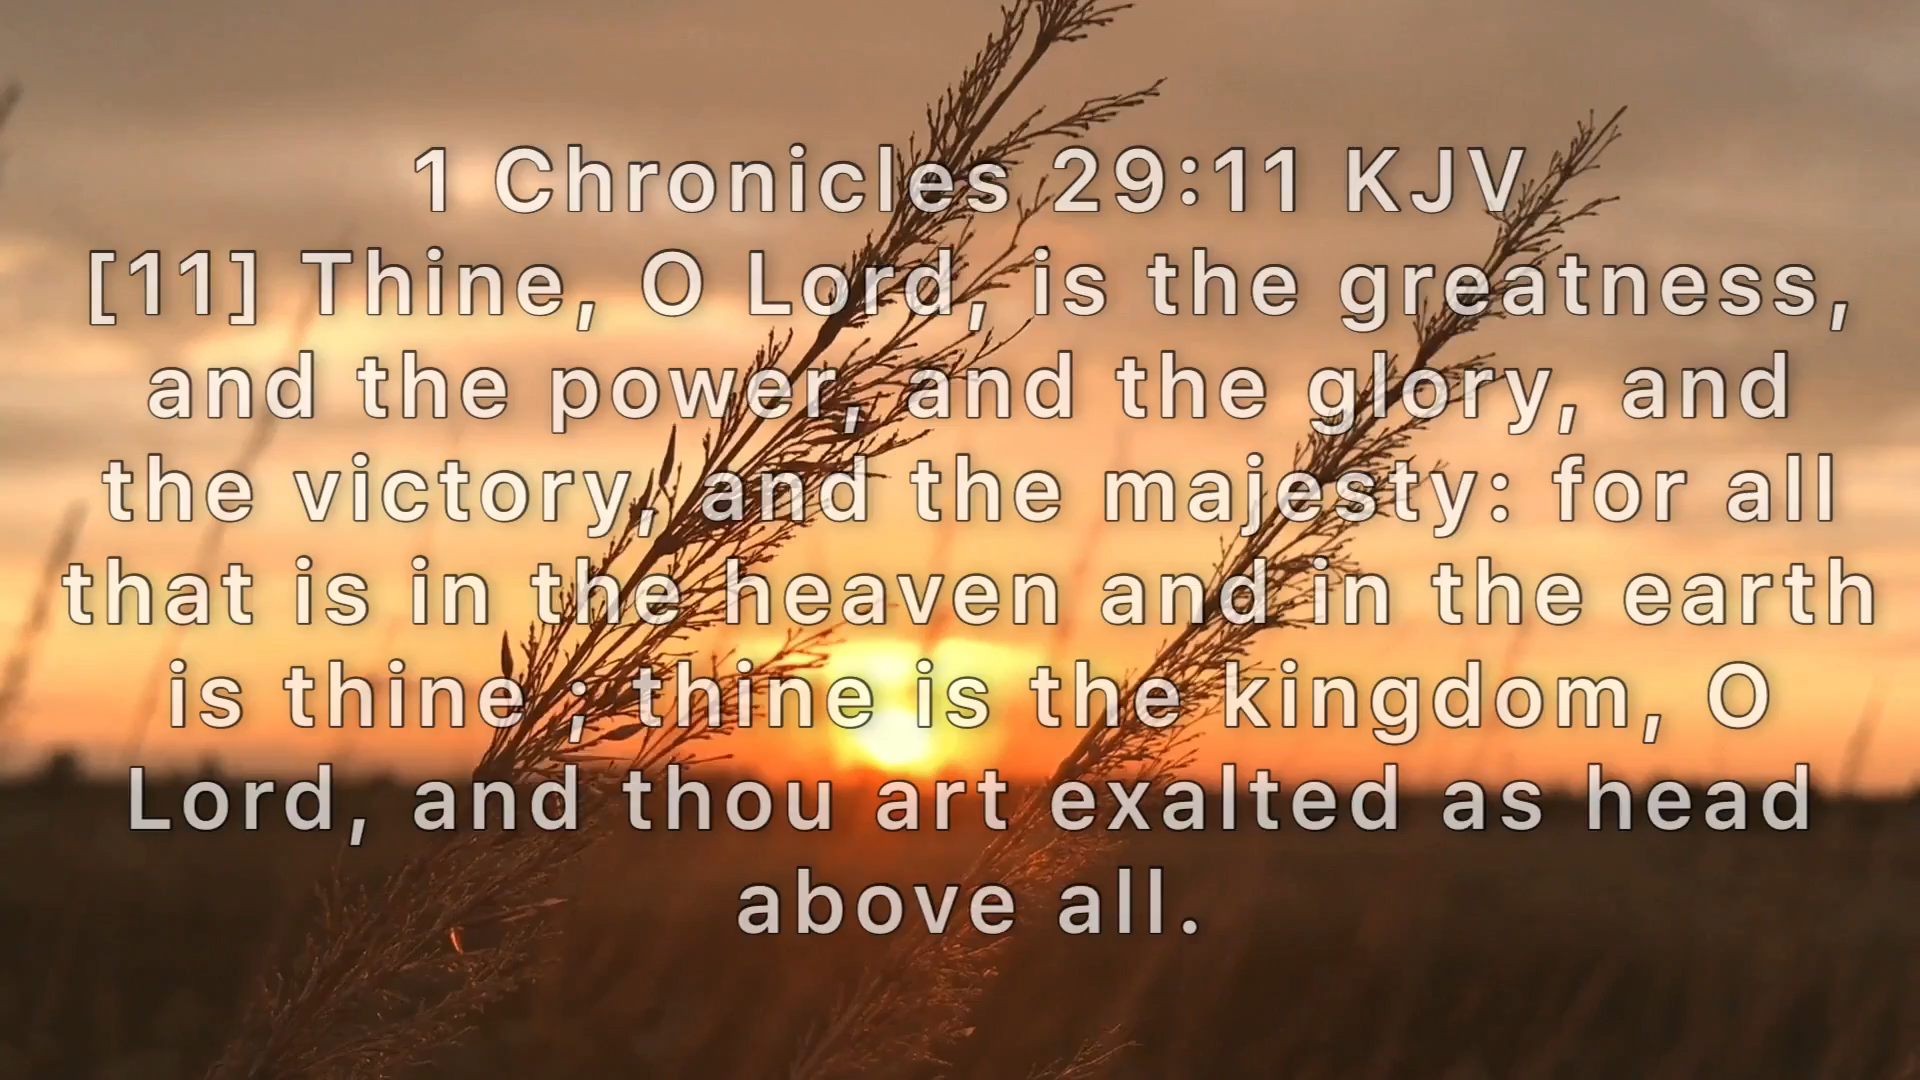 1 Chronicles 29:11 KJV
[11] Thine, O Lord, is the greatness,
and the power, and the glory, and
the victory, and the majesty: for all
that is in the heaven and in the earth
is thine ; thine is the kingdom, O
Lord, and thou art exalted as head
above all.